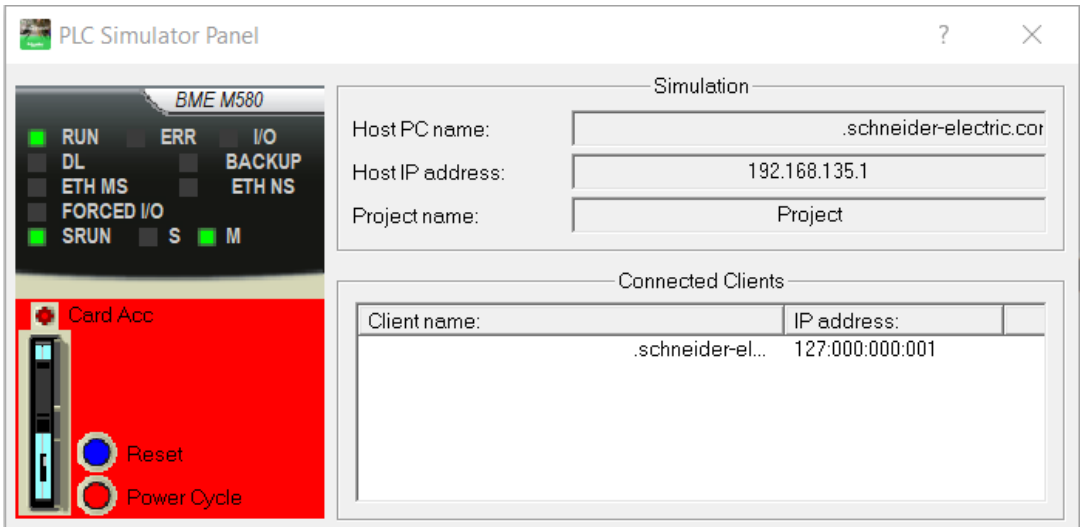 PLC Simulator Panel ? ×
BME M580
RUN ERR I/O
DL BACKUP
ETH MS ETH NS
FORCED I/O
SRUN S M
Card Acc
Reset
Power Cycle
Simulation
Host PC name: .schneider-electric.cor
Host IP address: 192.168.135.1
Project name: Project
Connected Clients
Client name: IP address:
.schneider-el... 127:000:000:001